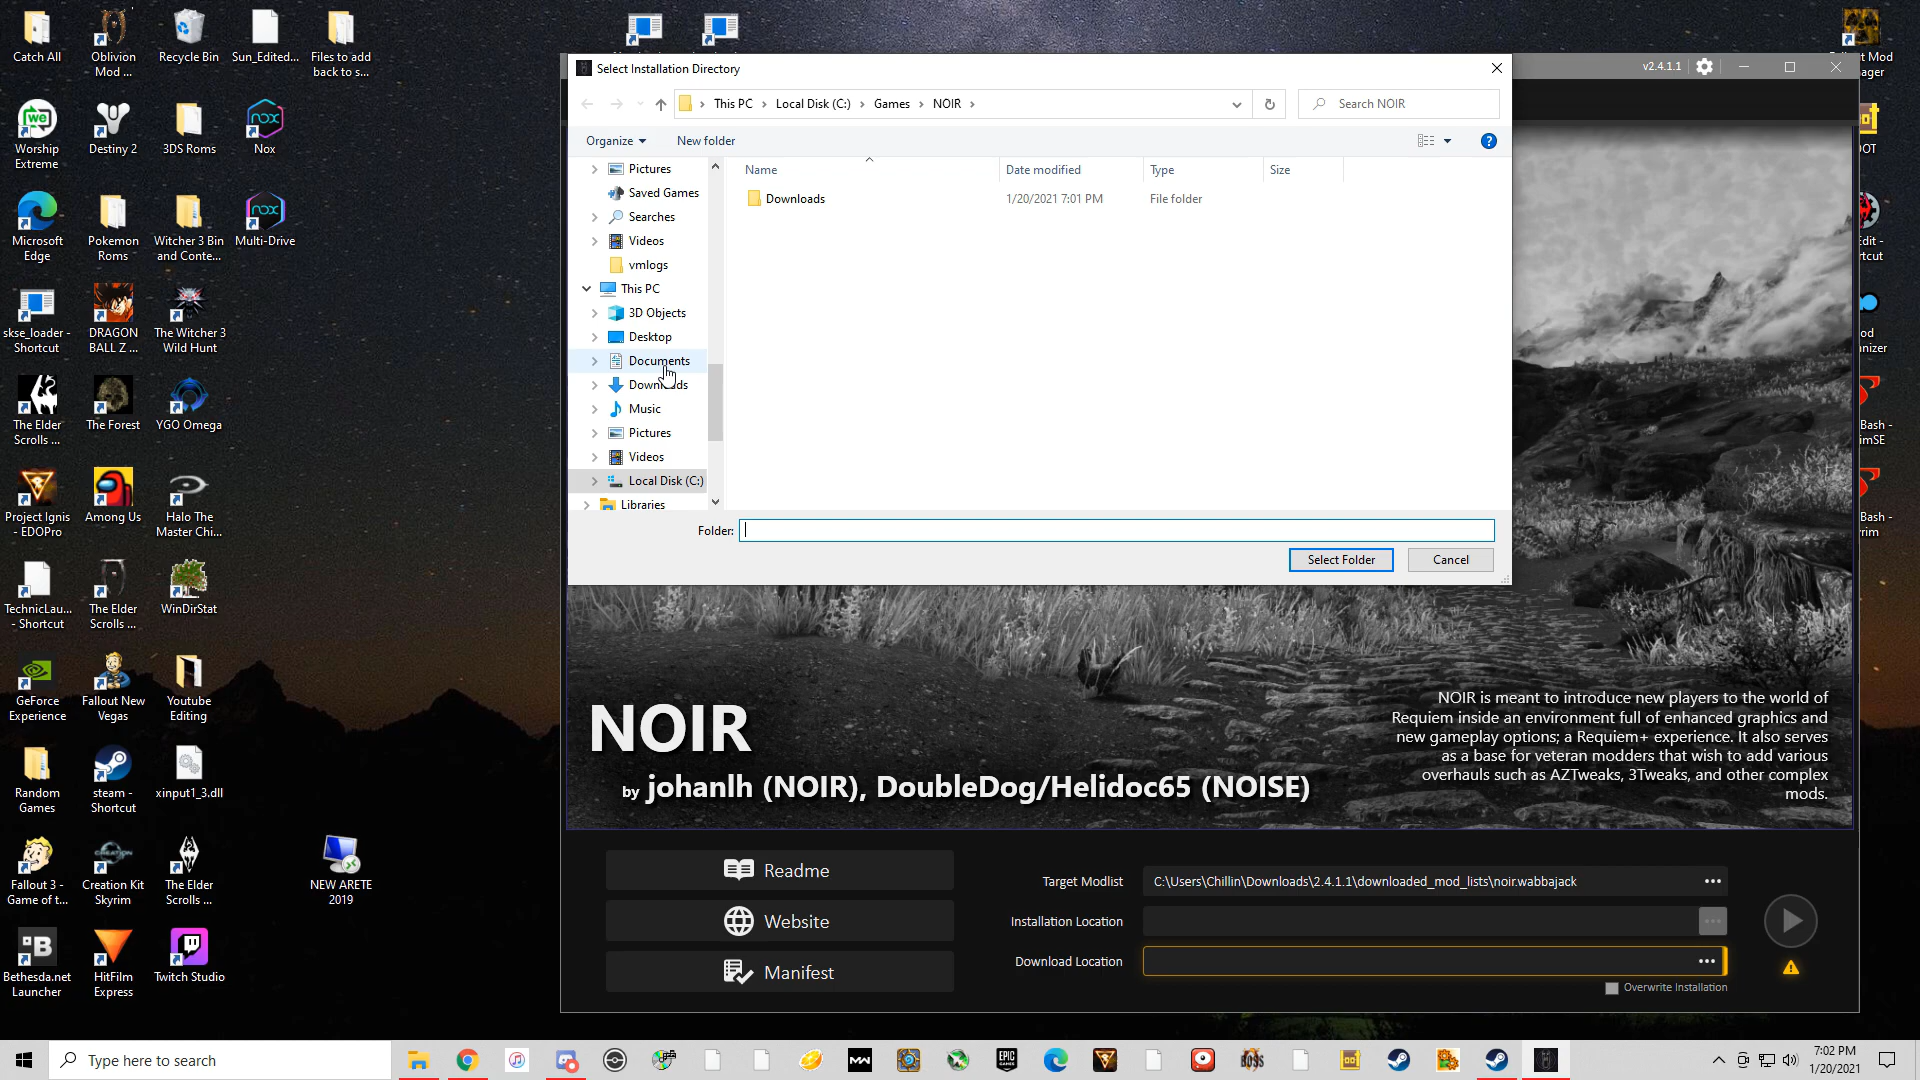 Catch All
Oblivion
Mod ...
Recycle Bin
Sun_Edited...
Files to add
back to s...
Worship
Extreme
Destiny 2
3DS Roms
Nox
Microsoft
Edge
Pokemon
Roms
Witcher 3 Bin
and Conte...
Multi-Drive
skse_loader -
Shortcut
DRAGON
BALL Z ...
The Witcher 3
Wild Hunt
The Elder
Scrolls ...
The Forest
YGO Omega
Project Ignis
- EDOPro
Among Us
Halo The
Master Chi...
TechnicLau...
- Shortcut
The Elder
Scrolls ...
WinDirStat
GeForce
Experience
Fallout New
Vegas
Youtube
Editing
Random
Games
steam -
Shortcut
xinput1_3.dll
Fallout 3 -
Game of t...
Creation Kit
Skyrim
The Elder
Scrolls ...
NEW ARETE
2019
Bethesda.net
Launcher
HitFilm
Express
Twitch Studio
Select Installation Directory
This PC > Local Disk (C:) > Games > NOIR >
Search NOIR
Organize
New folder
Pictures
Saved Games
Searches
Videos
vmlogs
This PC
3D Objects
Desktop
Documents
Downloads
Music
Pictures
Videos
Local Disk (C:)
Libraries
Name Date modified Type Size
Downloads 1/20/2021 7:01 PM File folder
Folder:
Select Folder
Cancel
v2.4.1.1
NOIR
by johanlh (NOIR), DoubleDog/Helidoc65 (NOISE)
NOIR is meant to introduce new players to the world of
Requiem inside an environment full of enhanced graphics and
new gameplay options; a Requiem+ experience. It also serves
as a base for veteran modders that wish to add various
overhauls such as AZTweaks, 3Tweaks, and other complex
mods.
Readme
Website
Manifest
Target Modlist
C:\Users\Chillin\Downloads\2.4.1.1\downloaded_mod_lists\noir.wabbajack
Installation Location
Download Location
Overwrite Installation
Type here to search
7:02 PM
1/20/2021